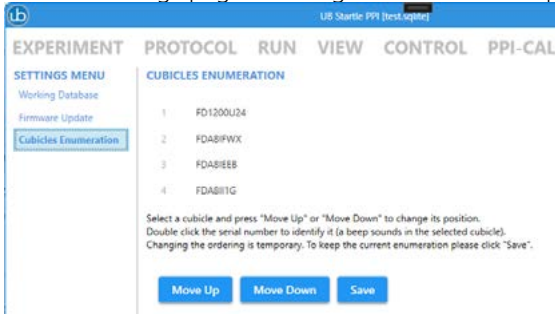 ub
UB Startle PPI [test.sqlite]
EXPERIMENT PROTOCOL RUN VIEW CONTROL PPI-CAL
SETTINGS MENU
Working Database
Firmware Update
Cubicles Enumeration
CUBICLES ENUMERATION
1 FD1200U24
2 FDA8IFWX
3 FDA8IEEB
4 FDA8II1G
Select a cubicle and press "Move Up" or "Move Down" to change its position.
Double click the serial number to identify it (a beep sounds in the selected cubicle).
Changing the ordering is temporary. To keep the current enumeration please click "Save".
Move Up Move Down Save